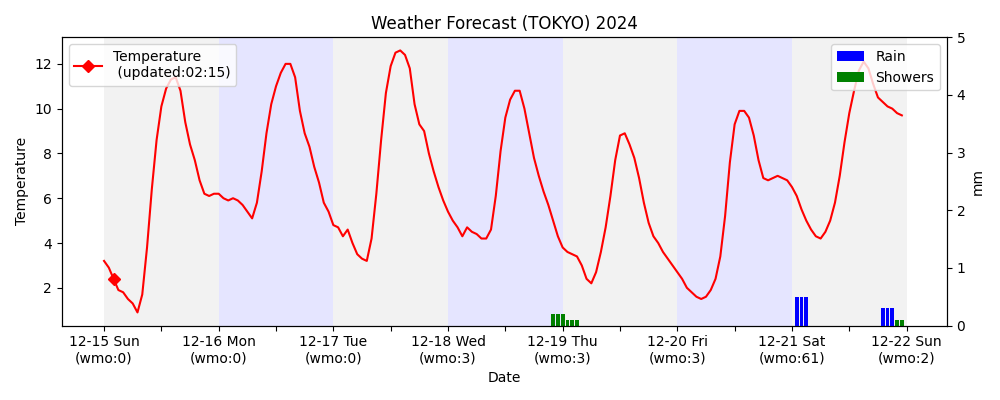 Weather Forecast (TOKYO) 2024
Temperature
(updated:02:15)
Rain
Showers
12
10
8
6
4
2
Temperature
5
4
3
2
1
0
mm
12-15 Sun
(wmo:0)
12-16 Mon
(wmo:0)
12-17 Tue
(wmo:0)
12-18 Wed
(wmo:3)
12-19 Thu
(wmo:3)
12-20 Fri
(wmo:3)
12-21 Sat
(wmo:61)
12-22 Sun
(wmo:2)
Date